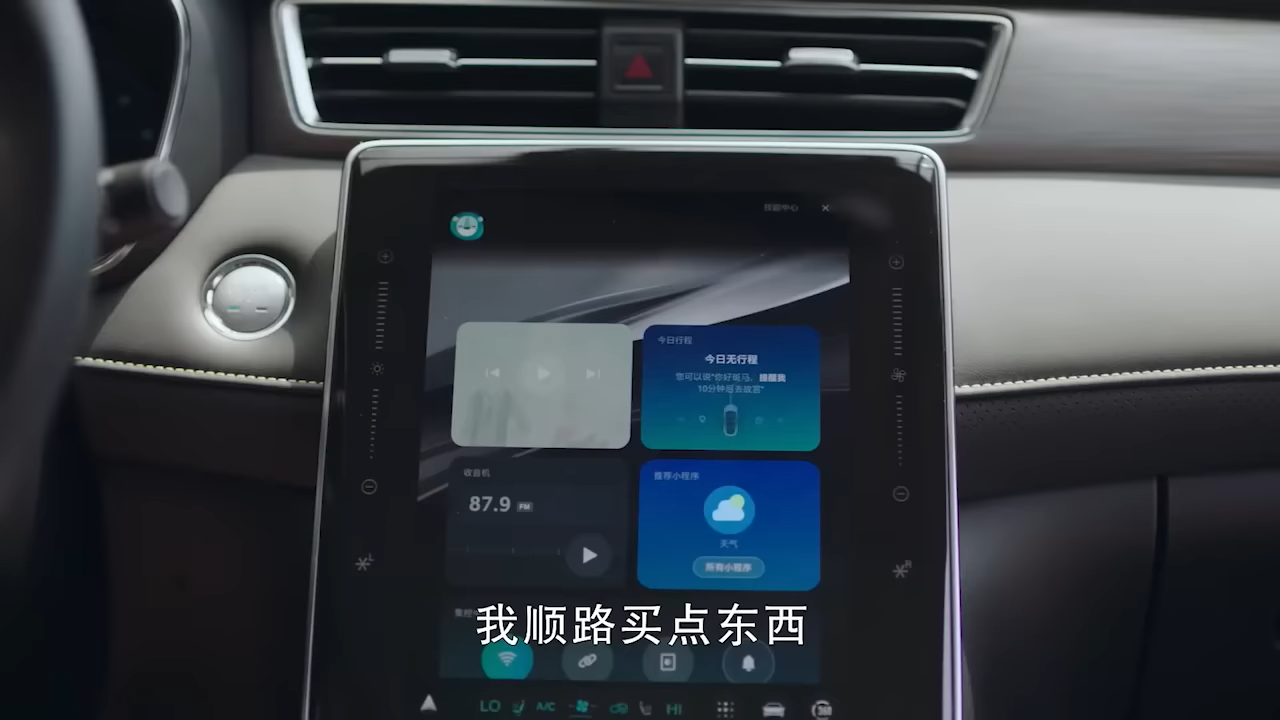 今日行程
今日无行程
您可以说“你好斑马，提醒我
10分钟后去故宫”
收音机
87.9 FM
推荐小程序
天气
所有小程序
我顺路买点东西
L
R
LO A/C HI
360